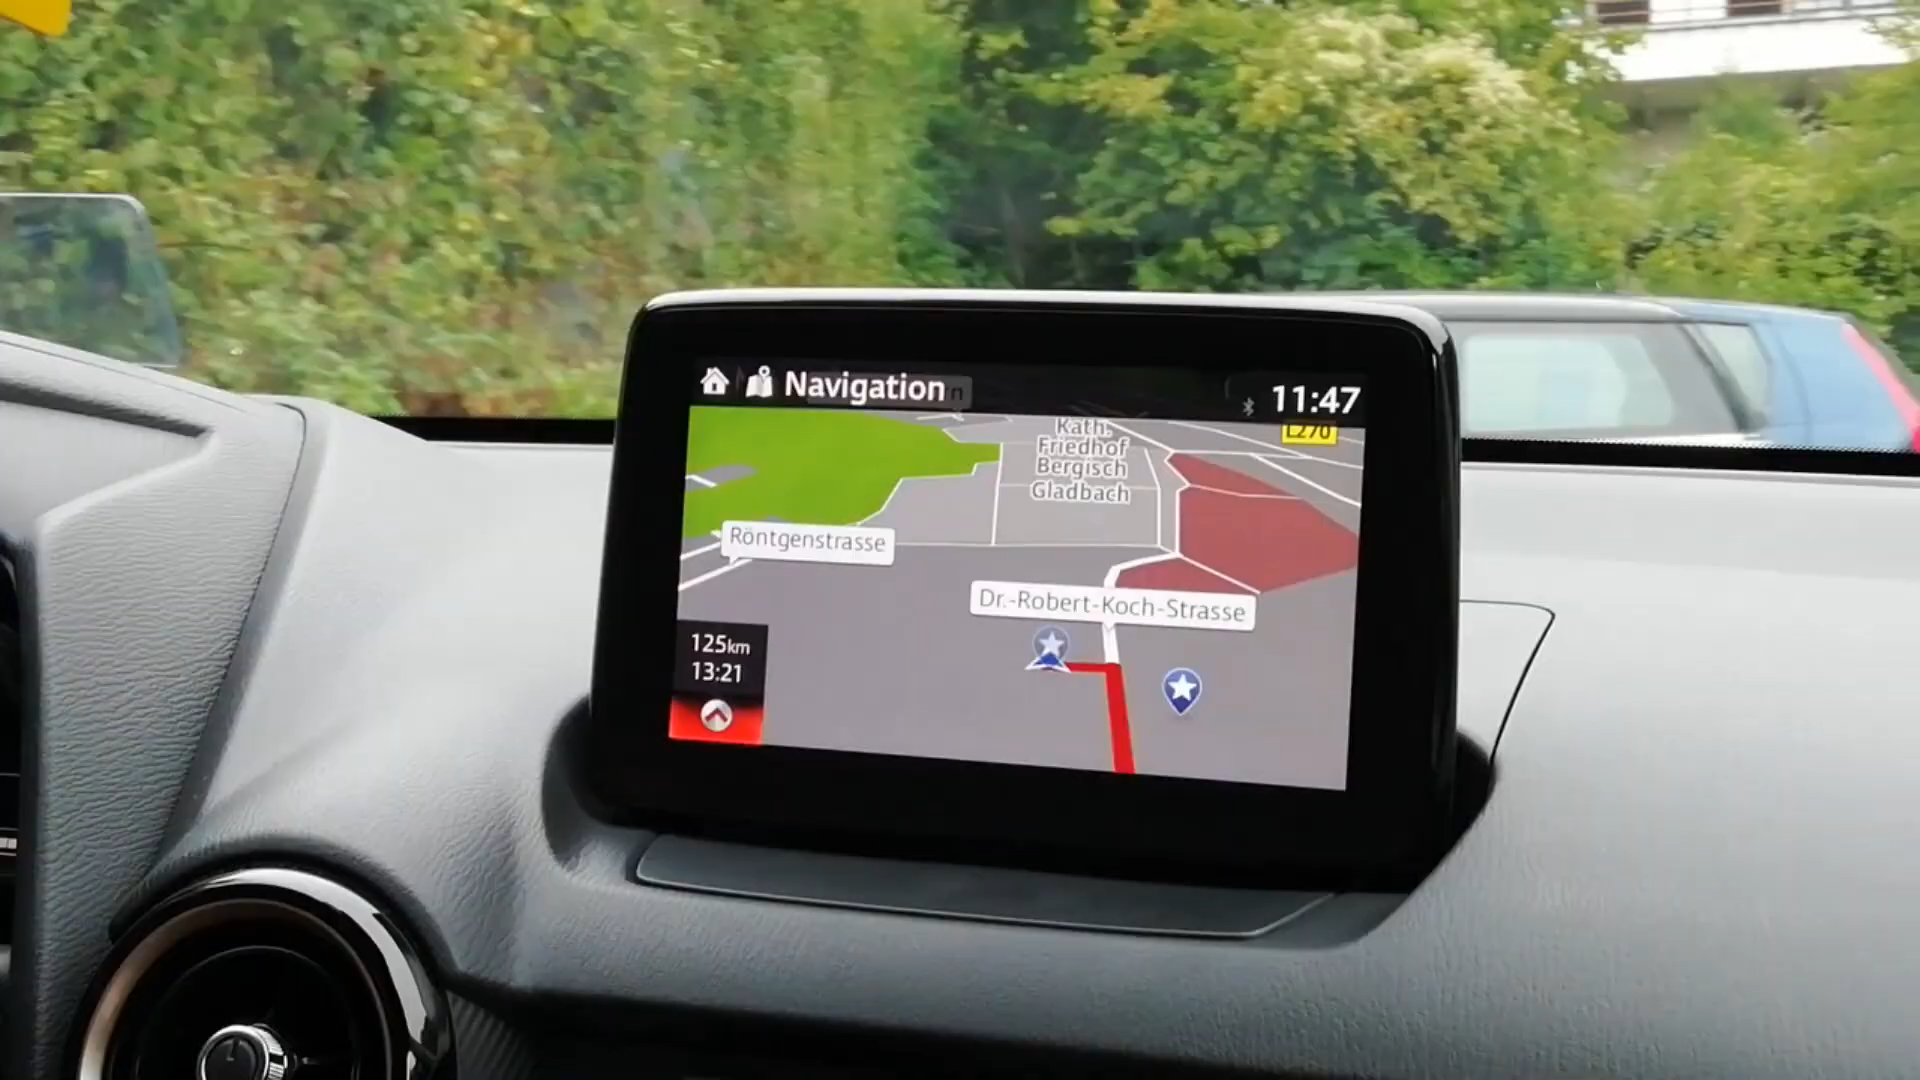 Navigation
11:47
L270
Kath.
Friedhof
Bergisch
Gladbach
Röntgenstrasse
Dr.-Robert-Koch-Strasse
125km
13:21